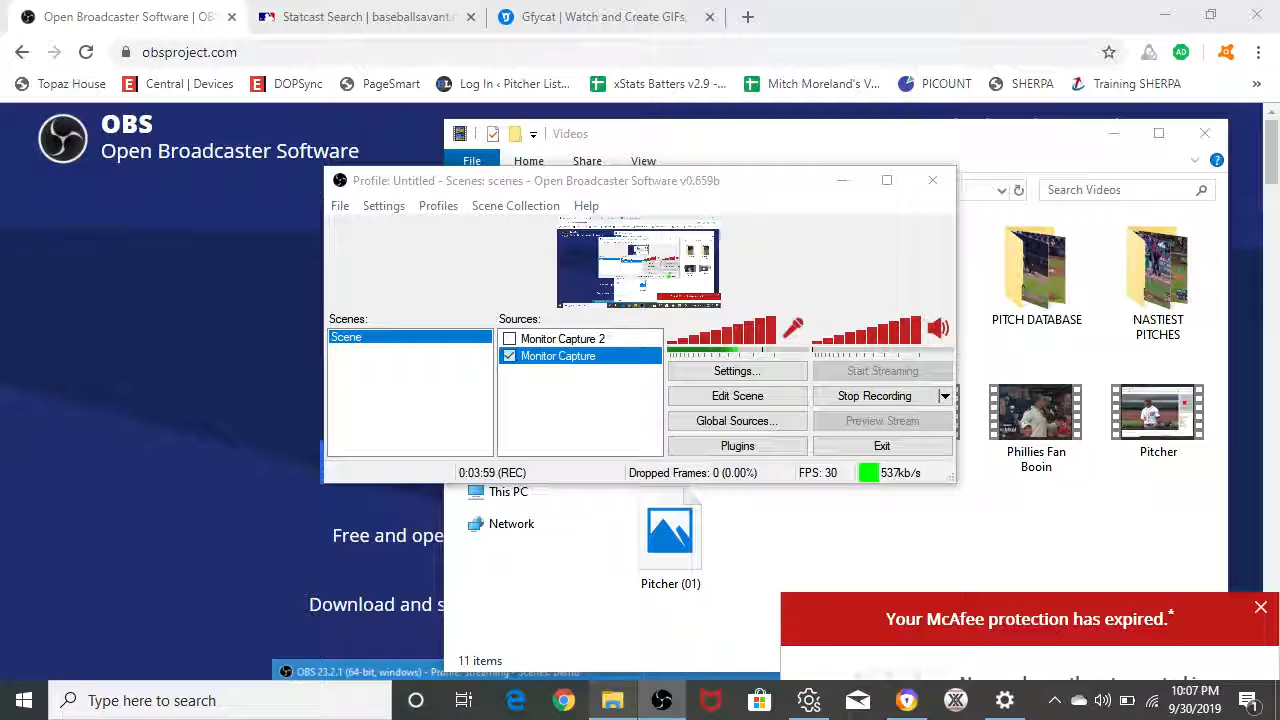 Open Broadcaster Software | OBS
Statcast Search | baseballsavant.m
Gfycat | Watch and Create GIFs,
obsproject.com
Topaz House
Central | Devices
DOPSync
PageSmart
Log In ‹ Pitcher List...
xStats Batters v2.9 -...
Mitch Moreland's V...
PICOUNT
SHERPA
Training SHERPA
»
OBS
Open Broadcaster Software
Videos
File Home Share View
Search Videos
Profile: Untitled - Scenes: scenes - Open Broadcaster Software v0.659b
File Settings Profiles Scene Collection Help
Scenes:
Sources:
Scene
Monitor Capture 2
Monitor Capture
Settings...
Start Streaming
Edit Scene
Stop Recording
Global Sources...
Preview Stream
Plugins
Exit
0:03:59 (REC)
Dropped Frames: 0 (0.00%)
FPS: 30
537kb/s
PITCH DATABASE
NASTIEST
PITCHES
Phillies Fan
Booin
Pitcher
This PC
Network
Pitcher (01)
Free and ope
Download and s
11 items
OBS 23.2.1 (64-bit, windows) - Profile: Streaming - Scenes: Demo
Your McAfee protection has expired.*
Type here to search
10:07 PM
9/30/2019
1